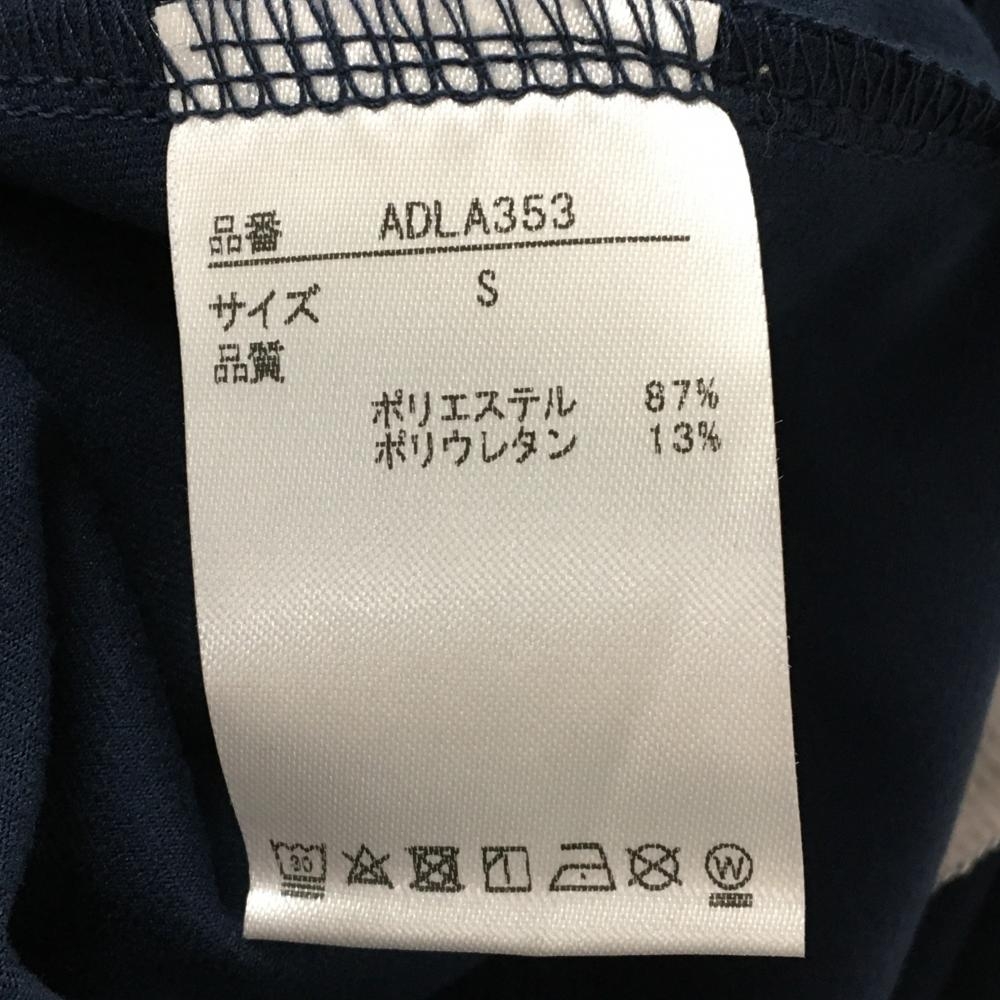 品番 ADLA353
サイズ S
品質
ポリエステル 87%
ポリウレタン 13%
30 W